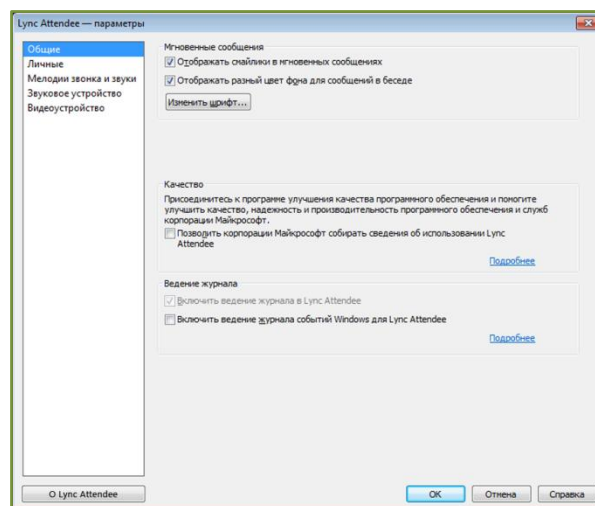 Lync Attendee — параметры
Общие
Личные
Мелодии звонка и звуки
Звуковое устройство
Видеоустройство
Мгновенные сообщения
Отображать смайлики в мгновенных сообщениях
Отображать разный цвет фона для сообщений в беседе
Изменить шрифт...
Качество
Присоединитесь к программе улучшения качества программного обеспечения и помогите
улучшить качество, надежность и производительность программного обеспечения и служб
корпорации Майкрософт.
Позволить корпорации Майкрософт собирать сведения об использовании Lync
Attendee
Подробнее
Ведение журнала
Включить ведение журнала в Lync Attendee
Включить ведение журнала событий Windows для Lync Attendee
Подробнее
О Lync Attendee
ОК
Отмена
Справка